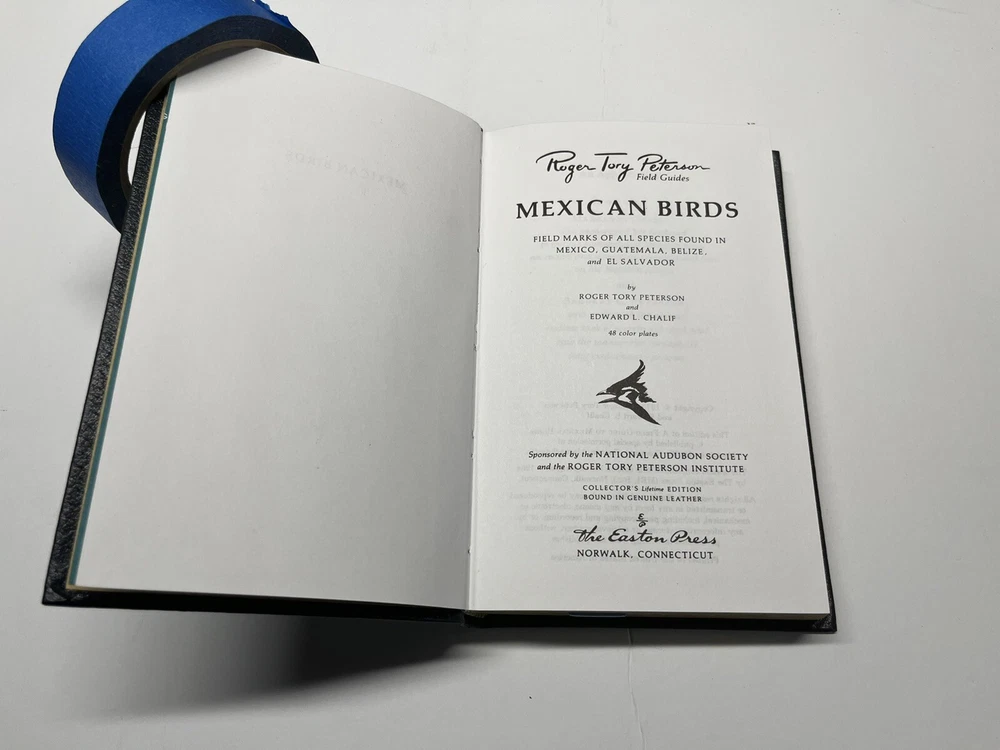 Roger Tory Peterson
Field Guides
MEXICAN BIRDS
FIELD MARKS OF ALL SPECIES FOUND IN
MEXICO, GUATEMALA, BELIZE,
and EL SALVADOR
by
ROGER TORY PETERSON
and
EDWARD L. CHALIF
48 color plates
Sponsored by the NATIONAL AUDUBON SOCIETY
and the ROGER TORY PETERSON INSTITUTE
COLLECTOR'S Lifetime EDITION
BOUND IN GENUINE LEATHER
The Easton Press
NORWALK, CONNECTICUT